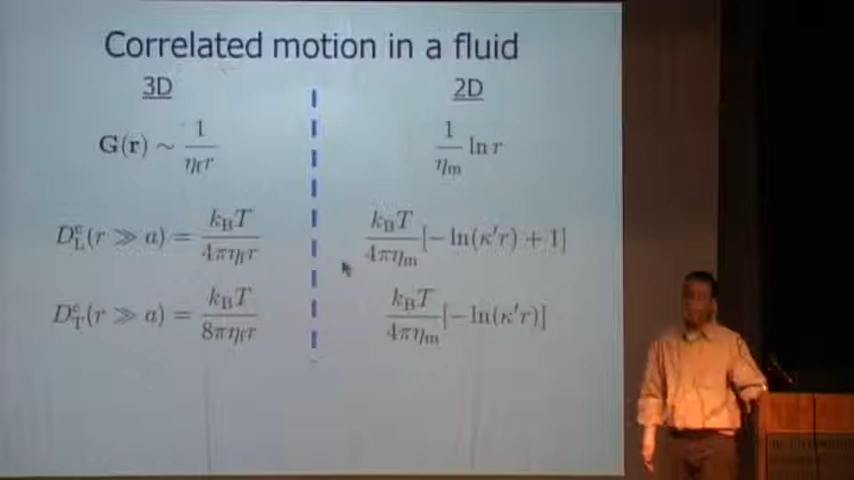 Correlated motion in a fluid
3D
2D
G(r) ~ 1/(η_f r)
1/η_m ln r
D_L^c(r ≫ a) = k_B T/(4πη_f r)
k_B T/(4πη_m) [− ln(κ′r) + 1]
D_T^c(r ≫ a) = k_B T/(8πη_f r)
k_B T/(4πη_m) [− ln(κ′r)]